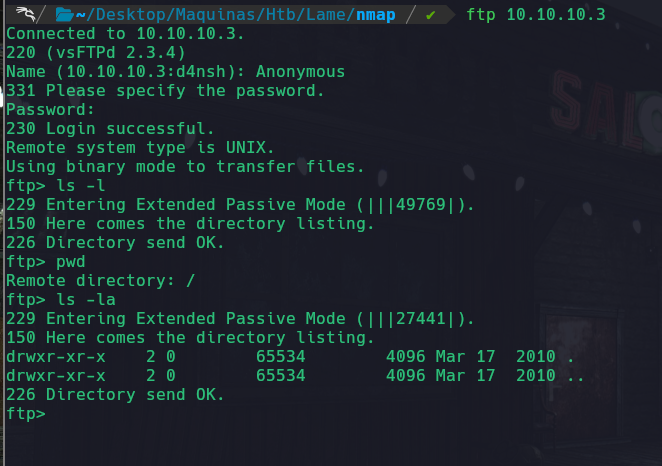 ~/Desktop/Maquinas/Htb/Lame/nmap / ✔ ftp 10.10.10.3
Connected to 10.10.10.3.
220 (vsFTPd 2.3.4)
Name (10.10.10.3:d4nsh): Anonymous
331 Please specify the password.
Password:
230 Login successful.
Remote system type is UNIX.
Using binary mode to transfer files.
ftp> ls -l
229 Entering Extended Passive Mode (|||49769|).
150 Here comes the directory listing.
226 Directory send OK.
ftp> pwd
Remote directory: /
ftp> ls -la
229 Entering Extended Passive Mode (|||27441|).
150 Here comes the directory listing.
drwxr-xr-x    2 0        65534        4096 Mar 17  2010 .
drwxr-xr-x    2 0        65534        4096 Mar 17  2010 ..
226 Directory send OK.
ftp>